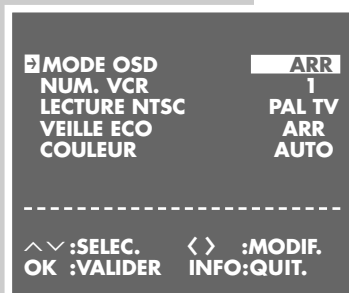 MODE OSD ARR
NUM. VCR 1
LECTURE NTSC PAL TV
VEILLE ECO ARR
COULEUR AUTO
:SELEC. < > :MODIF.
OK :VALIDER INFO:QUIT.